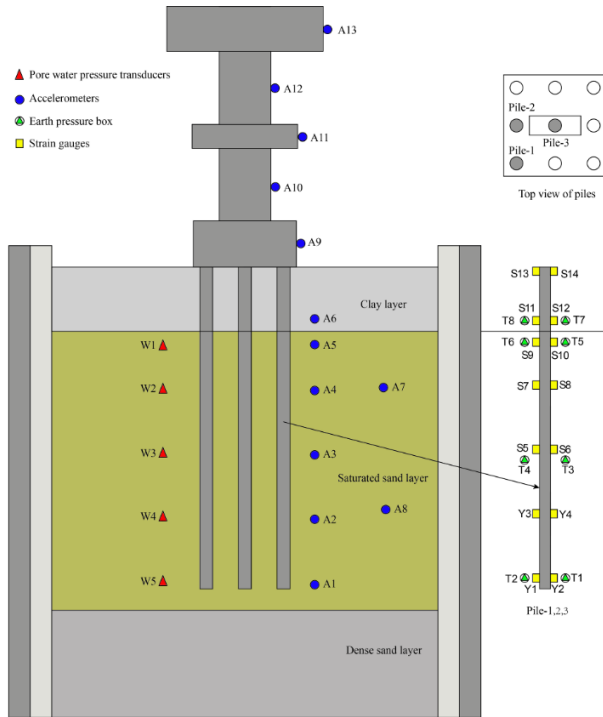 A13
Pore water pressure transducers
Accelerometers
Earth pressure box
Strain gauges
A12
A11
A10
A9
Pile-2
Pile-3
Pile-1
Top view of piles
Clay layer
A6
W1
A5
W2
A4
A7
W3
A3
Saturated sand layer
W4
A2
A8
W5
A1
Dense sand layer
S13 S14
S11 S12
T8 T7
T6 T5
S9 S10
S7 S8
S5 S6
T4 T3
Y3 Y4
T2 T1
Y1 Y2
Pile-1,2,3